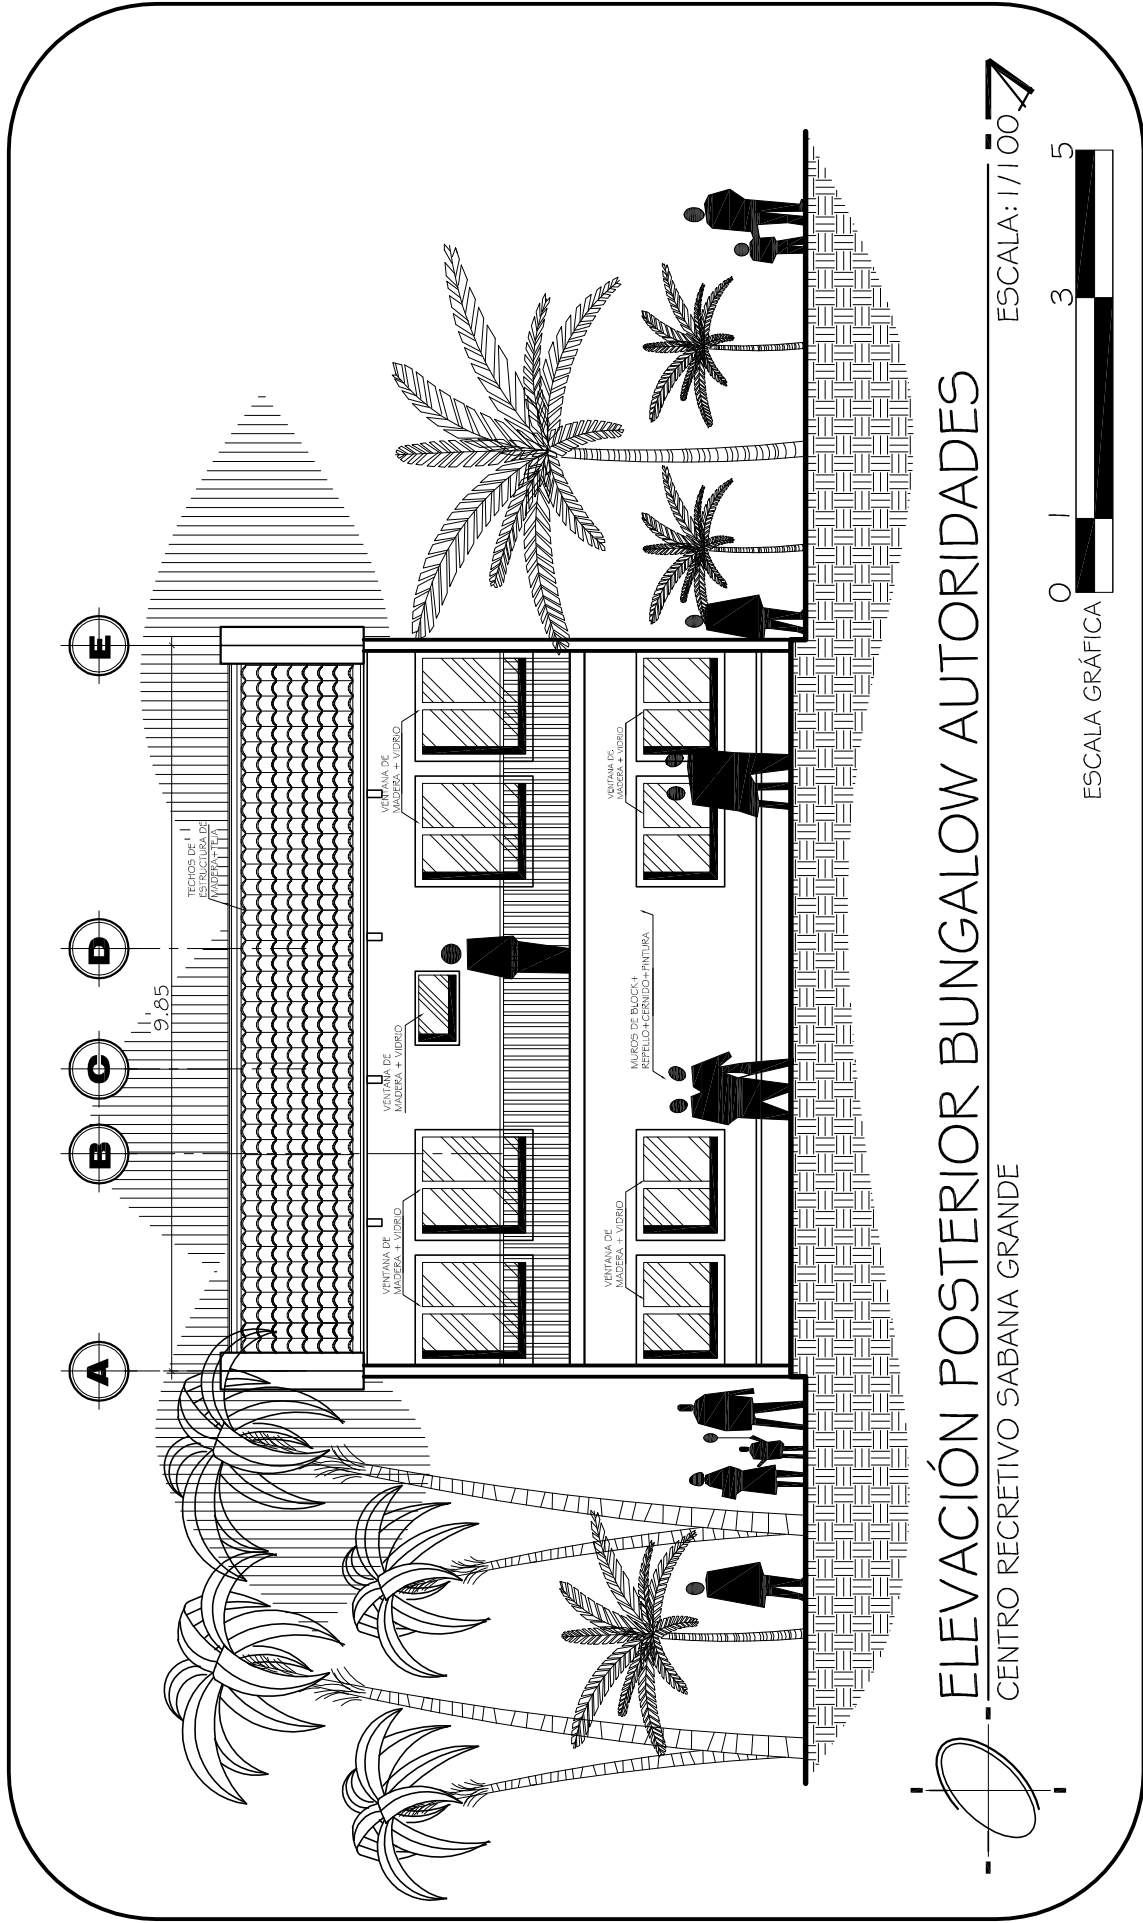 A
B
C
D
E
9.85
TECHOS DE
ESTRUCTURA DE
MADERA+TEJA
VENTANA DE
MADERA + VIDRIO
VENTANA DE
MADERA + VIDRIO
VENTANA DE
MADERA + VIDRIO
VENTANA DE
MADERA + VIDRIO
MUROS DE BLOCK+
REPELLO+CERNIDO+PINTURA
VENTANA DE
MADERA + VIDRIO
ELEVACIÓN POSTERIOR BUNGALOW AUTORIDADES
CENTRO RECRETIVO SABANA GRANDE
ESCALA: 1/100
ESCALA GRÁFICA
0 1 3 5